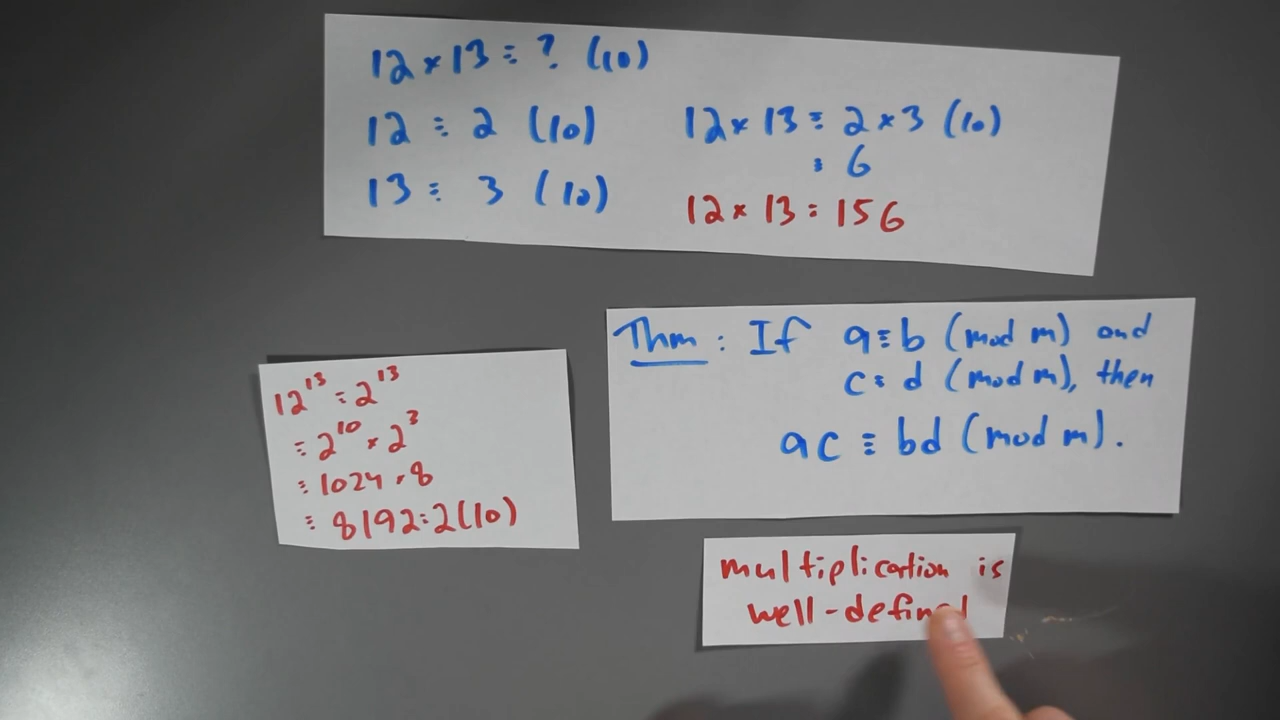 12 × 13 ≡ ? (10)
12 ≡ 2 (10)
13 ≡ 3 (10)
12 × 13 ≡ 2 × 3 (10)
≡ 6
12 × 13 = 156
Thm: If a ≡ b (mod m) and
c ≡ d (mod m), then
ac ≡ bd (mod m).
12^13 ≡ 2^13
≡ 2^10 × 2^3
≡ 1024 · 8
≡ 8192 ≡ 2 (10)
multiplication is
well-defined